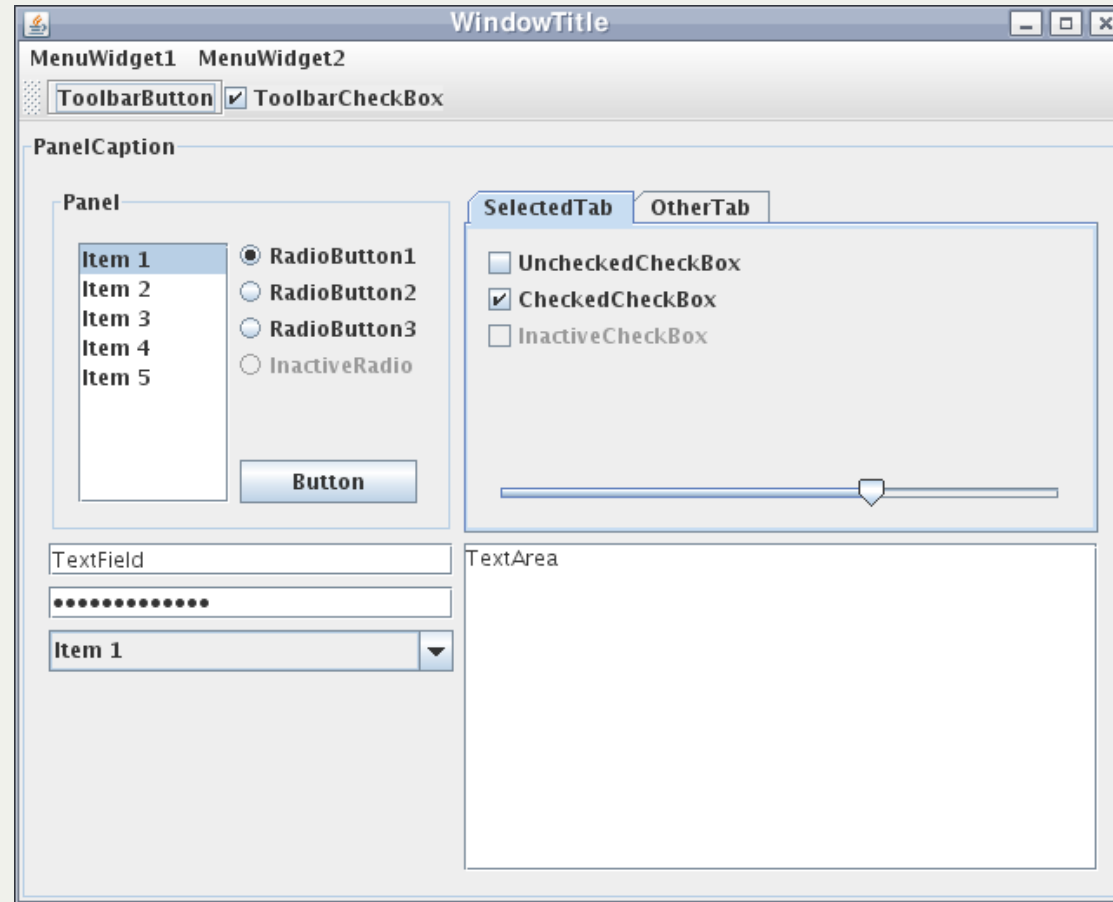 WindowTitle
MenuWidget1 MenuWidget2
ToolbarButton ToolbarCheckBox
PanelCaption
Panel
Item 1
Item 2
Item 3
Item 4
Item 5
RadioButton1
RadioButton2
RadioButton3
InactiveRadio
Button
SelectedTab OtherTab
UncheckedCheckBox
CheckedCheckBox
InactiveCheckBox
TextField
•••••••••••••
Item 1
TextArea